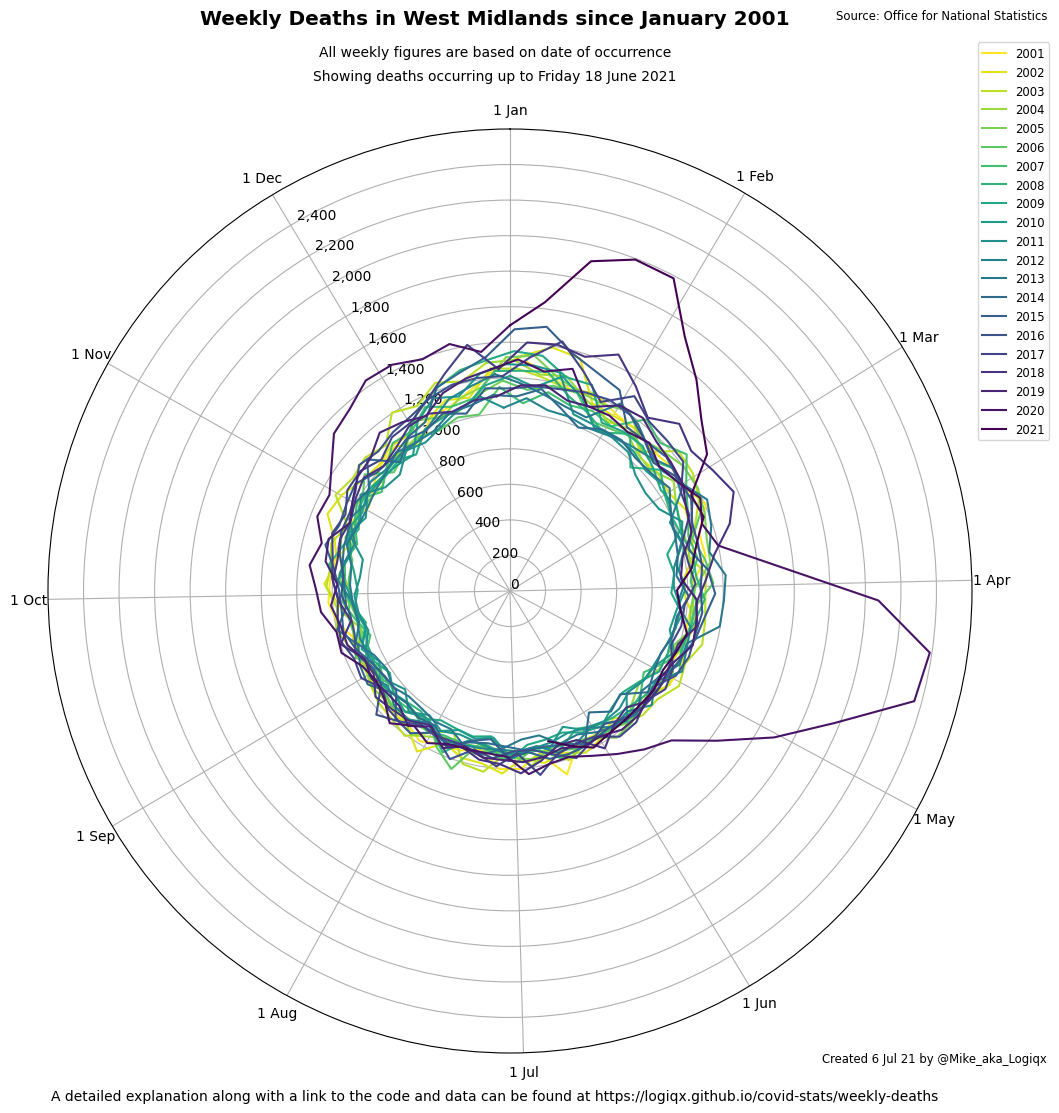 Weekly Deaths in West Midlands since January 2001
Source: Office for National Statistics
All weekly figures are based on date of occurrence
Showing deaths occurring up to Friday 18 June 2021
2001
2002
2003
2004
2005
2006
2007
2008
2009
2010
2011
2012
2013
2014
2015
2016
2017
2018
2019
2020
2021
1 Jan
1 Dec
1 Feb
2,400
2,200
2,000
1,800
1,600
1 Nov
1 Mar
1,400
1,200
1,000
800
600
400
200
0
1 Oct
1 Apr
1 Sep
1 May
1 Aug
1 Jun
1 Jul
Created 6 Jul 21 by @Mike_aka_Logiqx
A detailed explanation along with a link to the code and data can be found at https://logiqx.github.io/covid-stats/weekly-deaths